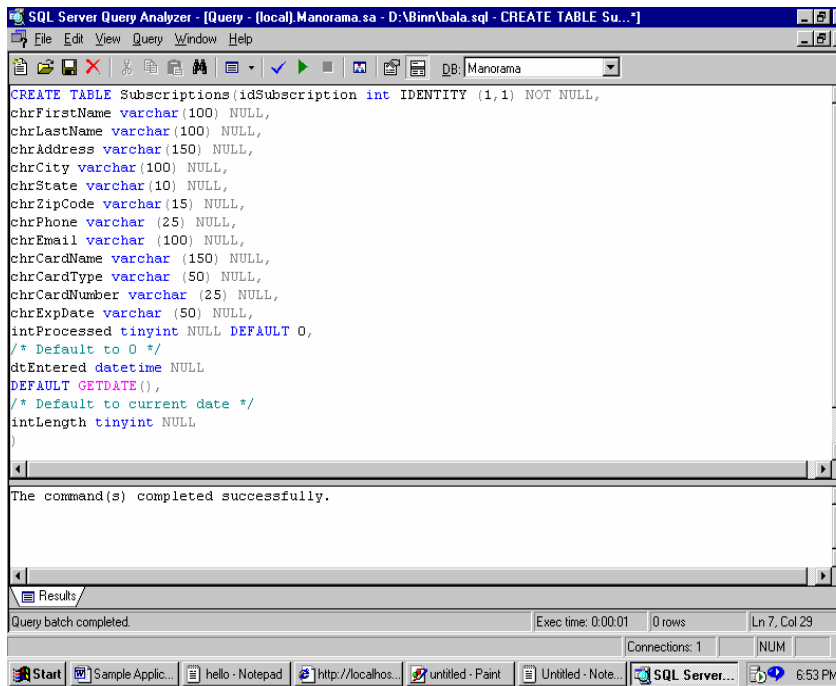 SQL Server Query Analyzer - [Query - (local).Manorama.sa - D:\Binn\bala.sql - CREATE TABLE Su...*]
File Edit View Query Window Help
DB: Manorama
CREATE TABLE Subscriptions(idSubscription int IDENTITY (1,1) NOT NULL,
chrFirstName varchar(100) NULL,
chrLastName varchar(100) NULL,
chrAddress varchar(150) NULL,
chrCity varchar(100) NULL,
chrState varchar(10) NULL,
chrZipCode varchar(15) NULL,
chrPhone varchar (25) NULL,
chrEmail varchar (100) NULL,
chrCardName varchar (150) NULL,
chrCardType varchar (50) NULL,
chrCardNumber varchar (25) NULL,
chrExpDate varchar (50) NULL,
intProcessed tinyint NULL DEFAULT 0,
/* Default to 0 */
dtEntered datetime NULL
DEFAULT GETDATE(),
/* Default to current date */
intLength tinyint NULL
)
The command(s) completed successfully.
Results
Query batch completed. Exec time: 0:00:01 0 rows Ln 7, Col 29
Connections: 1 NUM
Start Sample Applic... hello - Notepad http://localhos... untitled - Paint Untitled - Note... SQL Server... 6:53 PM